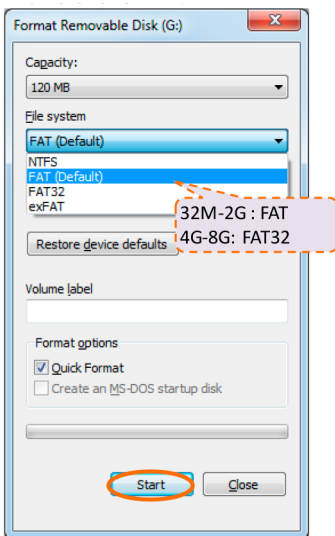 Format Removable Disk (G:)
Capacity:
120 MB
File system
FAT (Default)
NTFS
FAT (Default)
FAT32
exFAT
32M-2G : FAT
4G-8G: FAT32
Restore device defaults
Volume label
Format options
Quick Format
Create an MS-DOS startup disk
Start Close